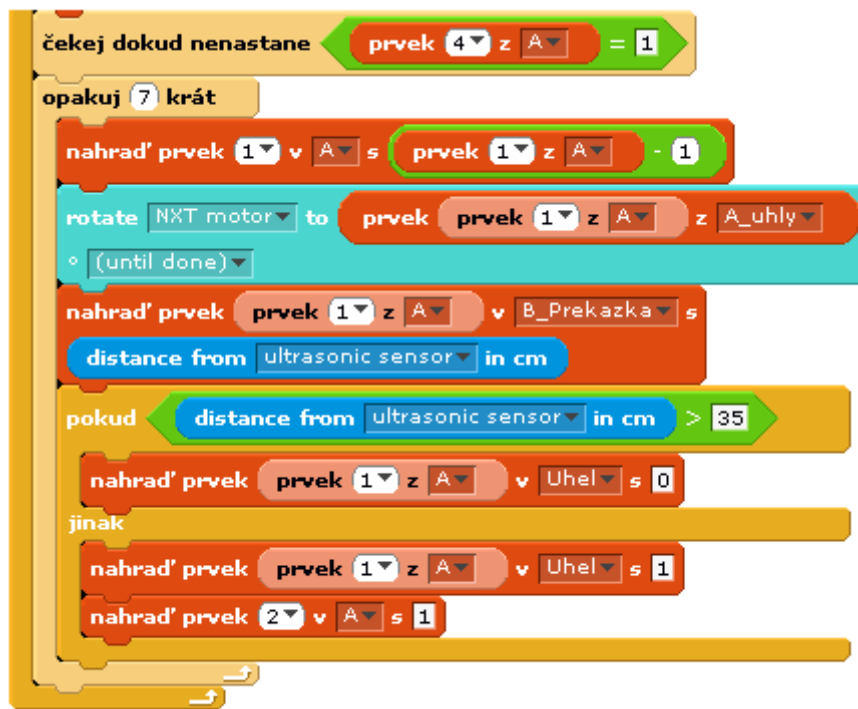 čekej dokud nenastane prvek 4 z A = 1
opakuj 7 krát
nahraď prvek 1 v A s prvek 1 z A - 1
rotate NXT motor to prvek prvek 1 z A z A_uhly
° (until done)
nahraď prvek prvek 1 z A v B_Prekazka s
distance from ultrasonic sensor in cm
pokud distance from ultrasonic sensor in cm > 35
nahraď prvek prvek 1 z A v Uhel s 0
jinak
nahraď prvek prvek 1 z A v Uhel s 1
nahraď prvek 2 v A s 1